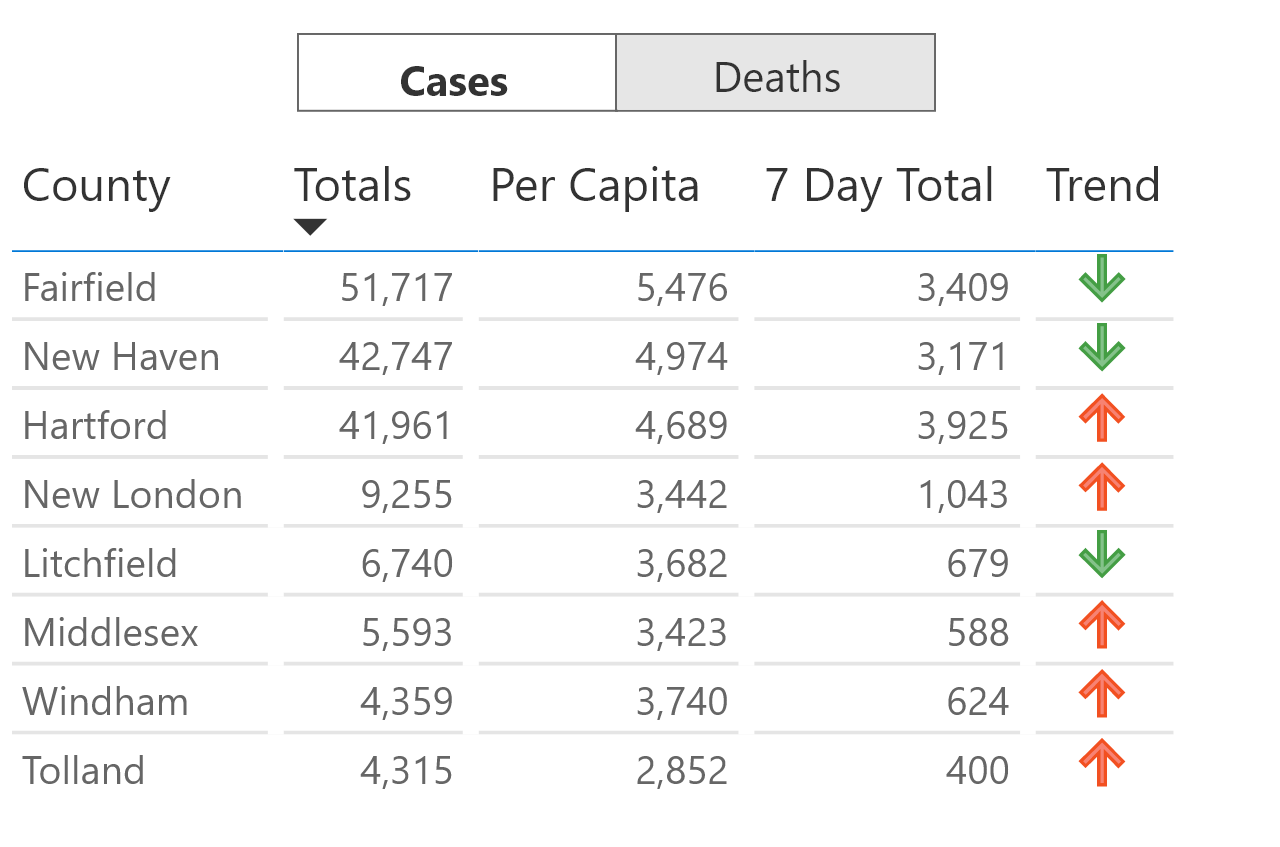 Cases Deaths
County Totals Per Capita 7 Day Total Trend
Fairfield 51,717 5,476 3,409
New Haven 42,747 4,974 3,171
Hartford 41,961 4,689 3,925
New London 9,255 3,442 1,043
Litchfield 6,740 3,682 679
Middlesex 5,593 3,423 588
Windham 4,359 3,740 624
Tolland 4,315 2,852 400